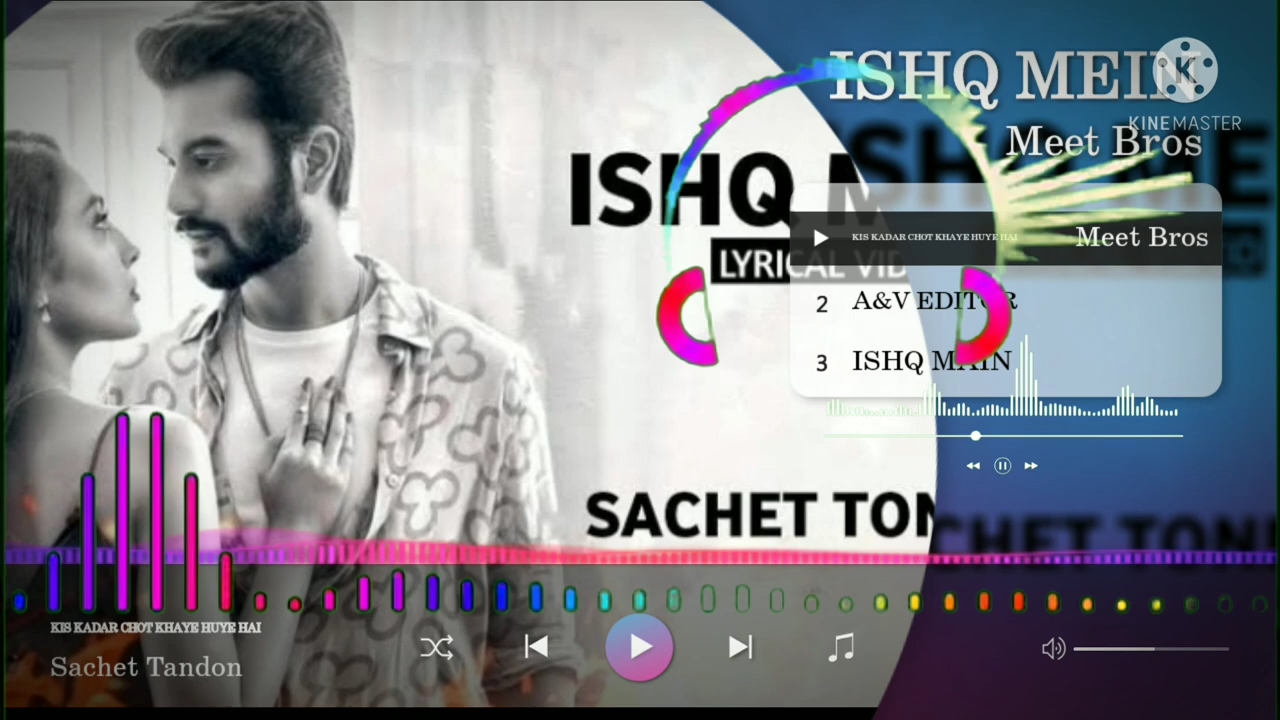 ISHQ MEIN
KINEMASTER
Meet Bros
ISHQ M
LYRICAL VID
KIS KADAR CHOT KHAYE HUYE HAI
Meet Bros
2 A&V EDITOR
3 ISHQ MAIN
SACHET TON
KIS KADAR CHOT KHAYE HUYE HAI
Sachet Tandon